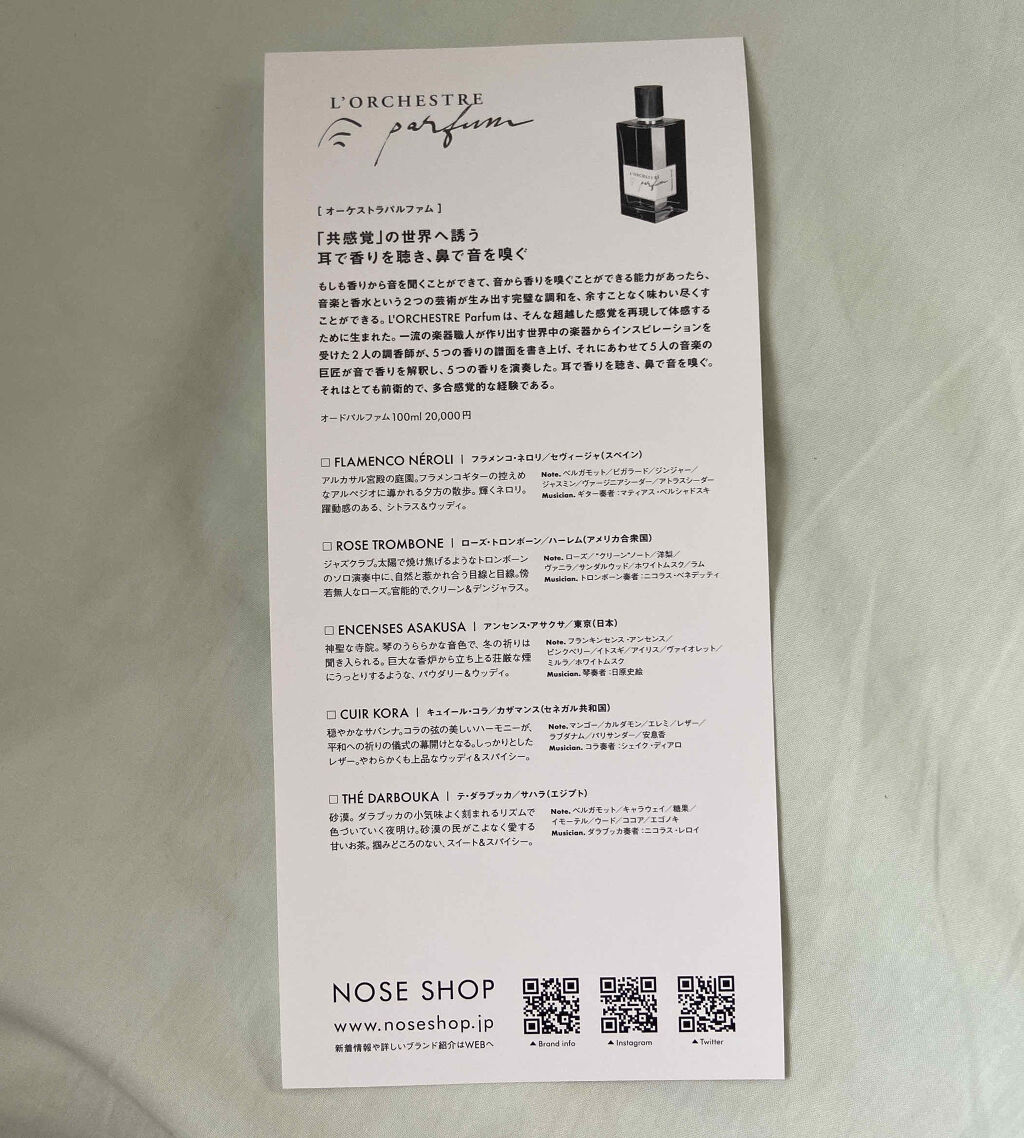 L'ORCHESTRE
parfum
L'ORCHESTRE
parfum
[ オーケストラパルファム ]
「共感覚」の世界へ誘う
耳で香りを聴き、鼻で音を嗅ぐ
もしも香りから音を聞くことができて、音から香りを嗅ぐことができる能力があったら、
音楽と香水という2つの芸術が生み出す完璧な調和を、余すことなく味わい尽くす
ことができる。L'ORCHESTRE Parfumは、そんな超越した感覚を再現して体感する
ために生まれた。一流の楽器職人が作り出す世界中の楽器からインスピレーションを
受けた2人の調香師が、5つの香りの譜面を書き上げ、それにあわせて5人の音楽の
巨匠が音で香りを解釈し、5つの香りを演奏した。耳で香りを聴き、鼻で音を嗅ぐ。
それはとても前衛的で、多合感覚的な経験である。
オードパルファム100ml 20,000円
□ FLAMENCO NÉROLI | フラメンコ・ネロリ/セヴィージャ(スペイン)
アルカサル宮殿の庭園。フラメンコギターの控えめ
なアルペジオに導かれる夕方の散歩。輝くネロリ。
躍動感のある、シトラス&ウッディ。
Note. ベルガモット/ビガラード/ジンジャー/
ジャスミン/ヴァージニアシーダー/アトラスシーダー
Musician. ギター奏者:マティアス・ベルシャドスキ
□ ROSE TROMBONE | ローズ・トロンボーン/ハーレム(アメリカ合衆国)
ジャズクラブ。太陽で焼け焦げるようなトロンボーン
のソロ演奏中に、自然と惹かれ合う目線と目線。傍
若無人なローズ。官能的で、クリーン&デンジャラス。
Note. ローズ/"クリーン"ノート/洋梨/
ヴァニラ/サンダルウッド/ホワイトムスク/ラム
Musician. トロンボーン奏者:ニコラス・ベネデッティ
□ ENCENSES ASAKUSA | アンセンス・アサクサ/東京(日本)
神聖な寺院。琴のうららかな音色で、冬の祈りは
聞き入られる。巨大な香炉から立ち上る荘厳な煙
にうっとりするような、パウダリー&ウッディ。
Note. フランキンセンス・アンセンス/
ピンクベリー/イトスギ/アイリス/ヴァイオレット/
ミルラ/ホワイトムスク
Musician. 琴奏者:日原史絵
□ CUIR KORA | キュイール・コラ/カザマンス(セネガル共和国)
穏やかなサバンナ。コラの弦の美しいハーモニーが、
平和への祈りの儀式の幕開けとなる。しっかりとした
レザー。やわらかくも上品なウッディ&スパイシー。
Note. マンゴー/カルダモン/エレミ/レザー/
ラブダナム/パリサンダー/安息香
Musician. コラ奏者:シェイク・ディアロ
□ THÉ DARBOUKA | テ・ダラブッカ/サハラ(エジプト)
砂漠。ダラブッカの小気味よく刻まれるリズムで
色づいていく夜明け。砂漠の民がこよなく愛する
甘いお茶。掴みどころのない、スイート&スパイシー。
Note. ベルガモット/キャラウェイ/糖果/
イモーテル/ウード/ココア/エゴノキ
Musician. ダラブッカ奏者:ニコラス・レロイ
NOSE SHOP
www.noseshop.jp
新着情報や詳しいブランド紹介はWEBへ
▲ Brand info
▲ Instagram
▲ Twitter